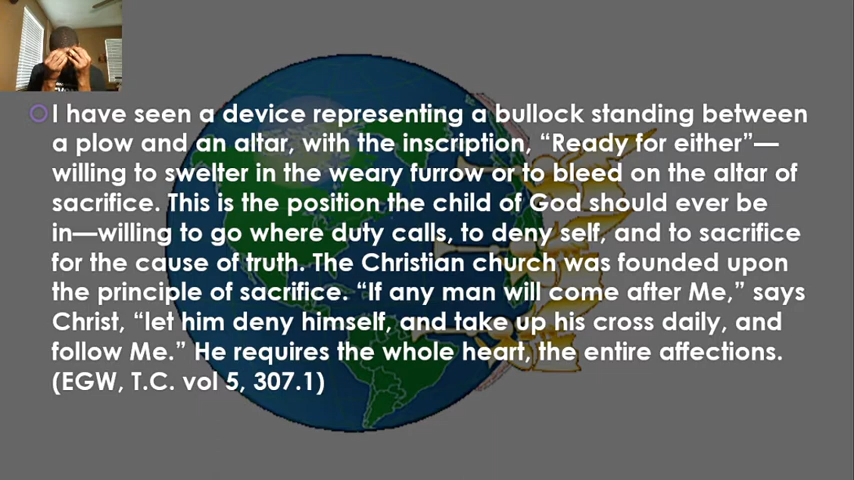 I have seen a device representing a bullock standing between
a plow and an altar, with the inscription, “Ready for either”—
willing to swelter in the weary furrow or to bleed on the altar of
sacrifice. This is the position the child of God should ever be
in—willing to go where duty calls, to deny self, and to sacrifice
for the cause of truth. The Christian church was founded upon
the principle of sacrifice. “If any man will come after Me,” says
Christ, “let him deny himself, and take up his cross daily, and
follow Me.” He requires the whole heart, the entire affections.
(EGW, T.C. vol 5, 307.1)